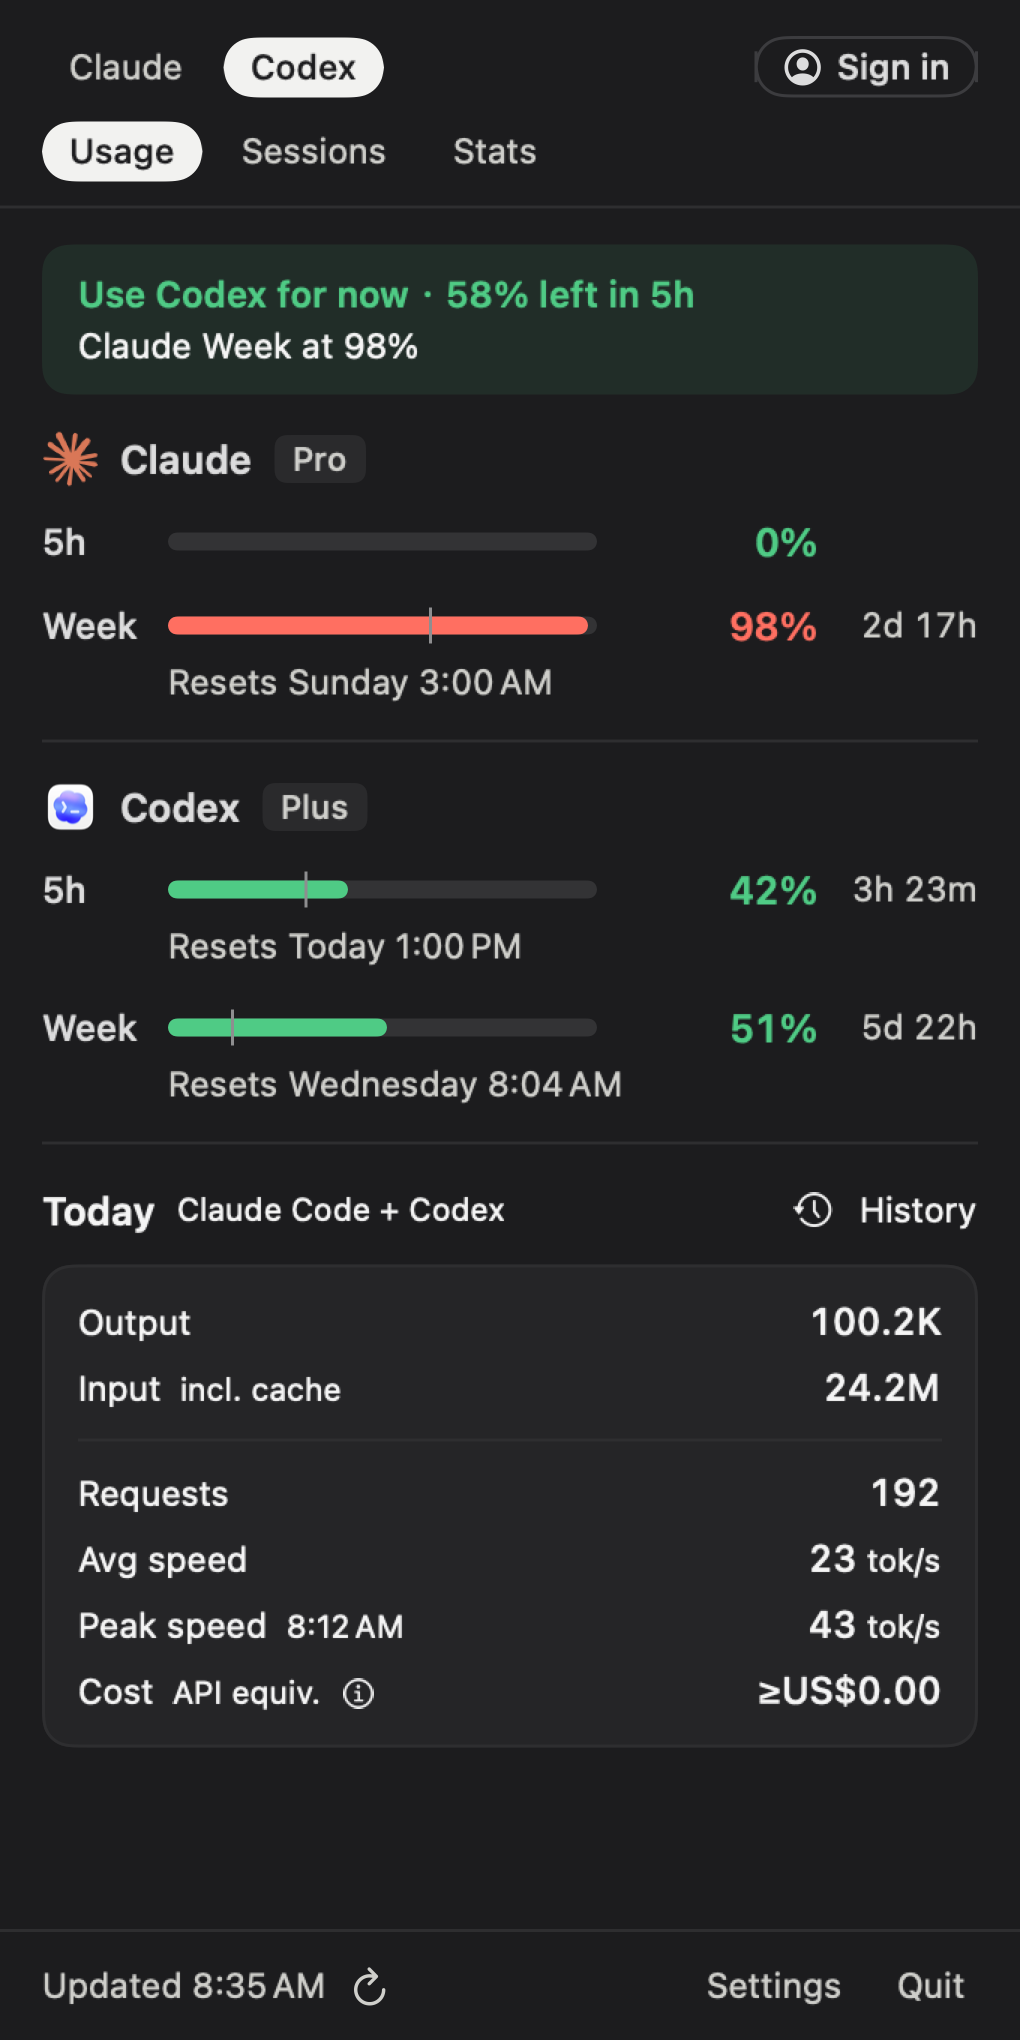 Claude Codex Sign in
Usage Sessions Stats
Use Codex for now · 58% left in 5h
Claude Week at 98%
Claude Pro
5h 0%
Week 98% 2d 17h
Resets Sunday 3:00 AM
Codex Plus
5h 42% 3h 23m
Resets Today 1:00 PM
Week 51% 5d 22h
Resets Wednesday 8:04 AM
Today Claude Code + Codex History
Output 100.2K
Input incl. cache 24.2M
Requests 192
Avg speed 23 tok/s
Peak speed 8:12 AM 43 tok/s
Cost API equiv. ≥US$0.00
Updated 8:35 AM Settings Quit